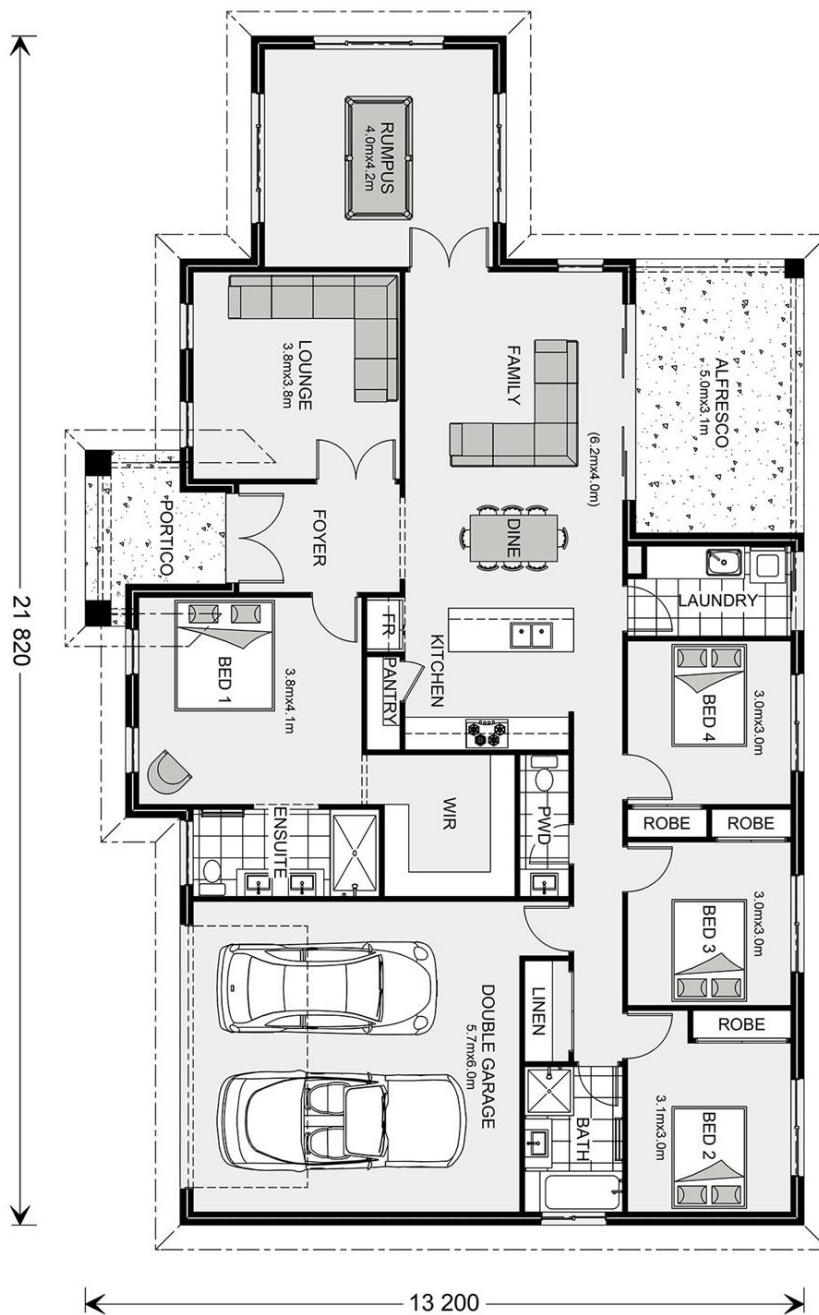 RUMPUS
4.0mx4.2m
LOUNGE
3.8mx3.8m
FAMILY
(6.2mx4.0m)
ALFRESCO
5.0mx3.1m
PORTICO
FOYER
DINE
LAUNDRY
21 820
BED 1
3.8mx4.1m
FR
PANTRY
KITCHEN
BED 4
3.0mx3.0m
ENSUITE
WIR
PWD
ROBE
ROBE
BED 3
3.0mx3.0m
DOUBLE GARAGE
5.7mx6.0m
LINEN
ROBE
BATH
BED 2
3.1mx3.0m
13 200